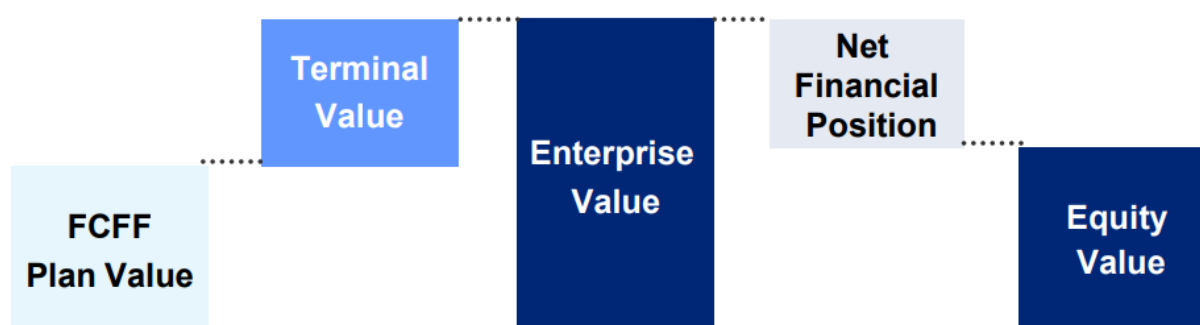 FCFF
Plan Value
Terminal
Value
Enterprise
Value
Net
Financial
Position
Equity
Value